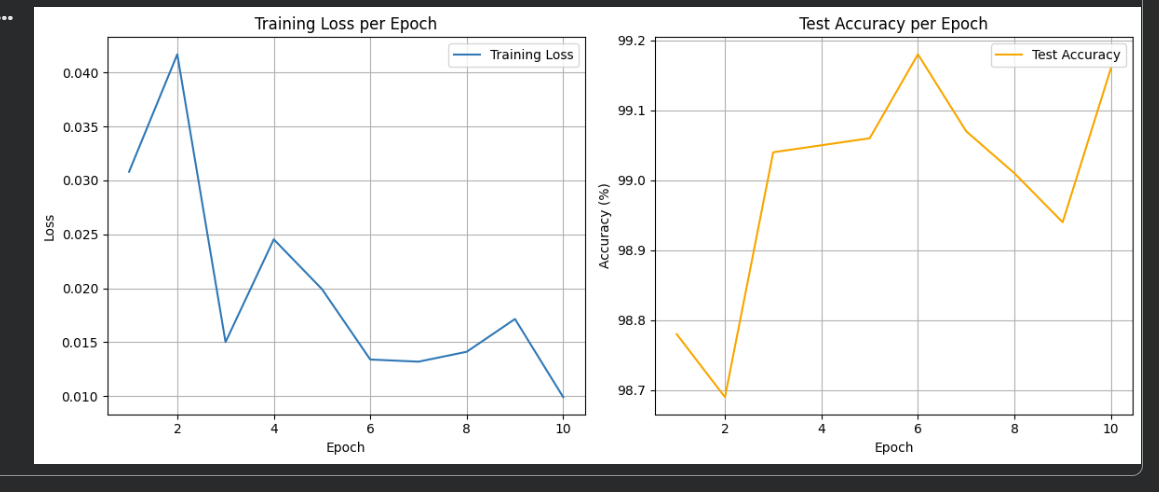 Training Loss per Epoch
Training Loss
0.040
0.035
0.030
0.025
0.020
0.015
0.010
Loss
2 4 6 8 10
Epoch
Test Accuracy per Epoch
Test Accuracy
99.2
99.1
99.0
98.9
98.8
98.7
Accuracy (%)
2 4 6 8 10
Epoch